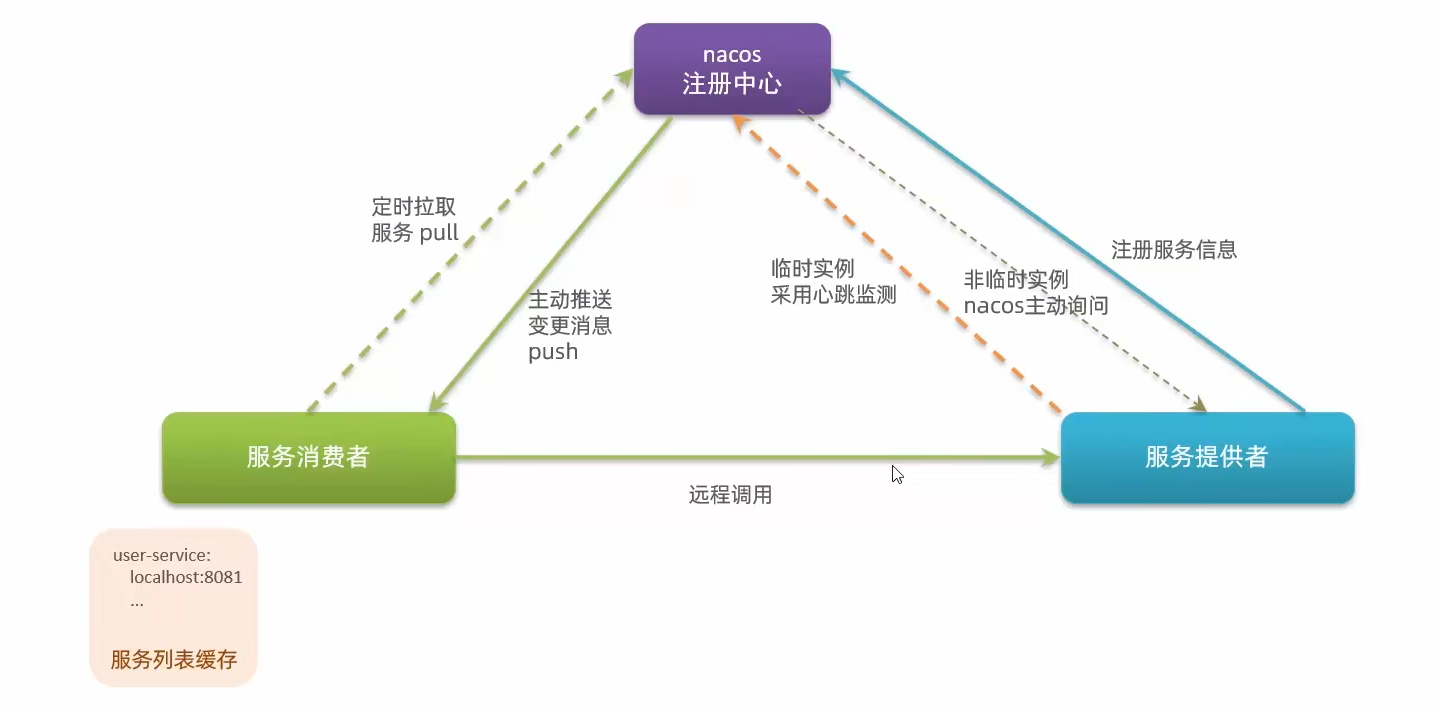 nacos
注册中心
定时拉取
服务 pull
主动推送
变更消息
push
临时实例
采用心跳监测
非临时实例
nacos主动询问
注册服务信息
服务消费者
服务提供者
远程调用
user-service:
localhost:8081
...
服务列表缓存